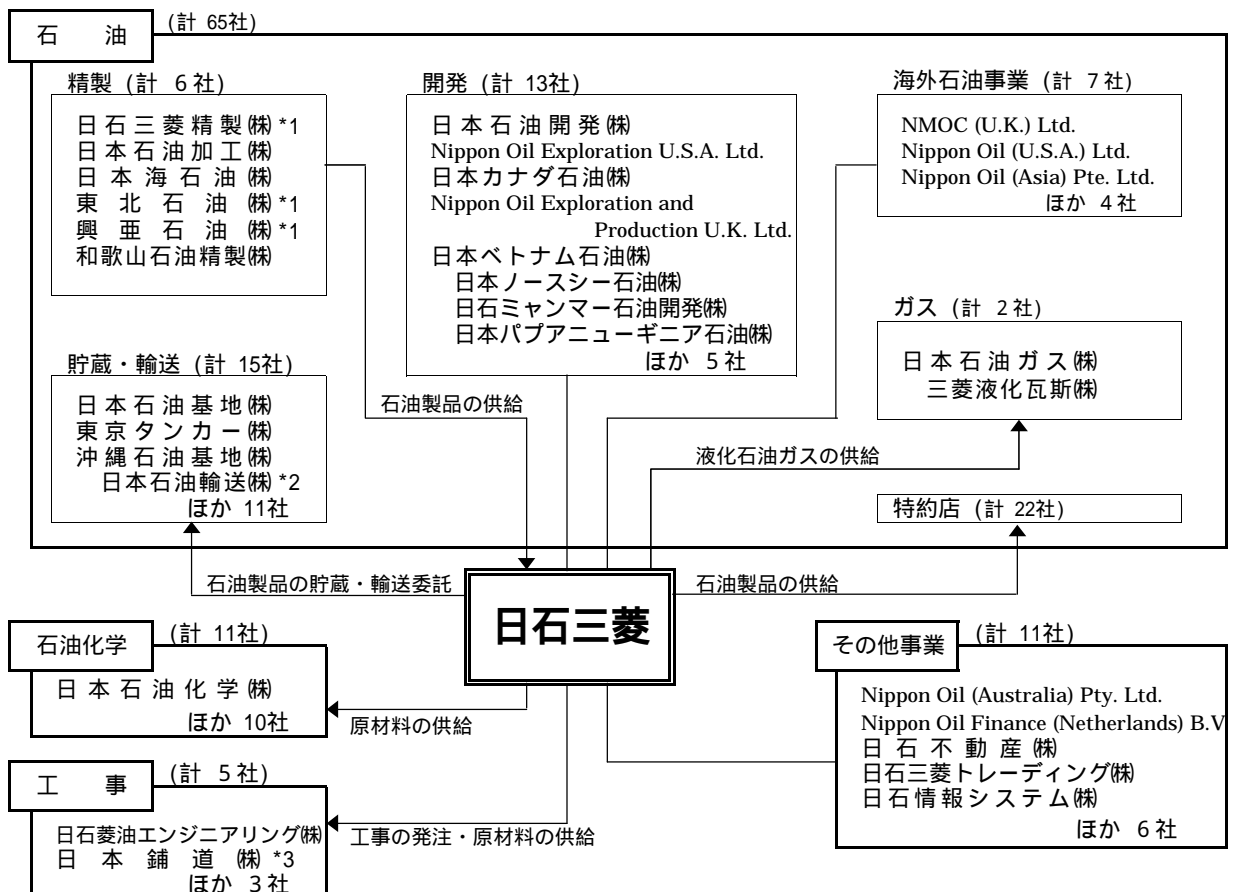 石油 (計 65社)
精製 (計 6社)
日石三菱精製㈱ *1
日本石油加工㈱
日本海石油㈱
東北石油㈱ *1
興亜石油㈱ *1
和歌山石油精製㈱
開発 (計 13社)
日本石油開発㈱
Nippon Oil Exploration U.S.A. Ltd.
日本カナダ石油㈱
Nippon Oil Exploration and
Production U.K. Ltd.
日本ベトナム石油㈱
日本ノースシー石油㈱
日石ミャンマー石油開発㈱
日本パプアニューギニア石油㈱
ほか 5社
海外石油事業 (計 7社)
NMOC (U.K.) Ltd.
Nippon Oil (U.S.A.) Ltd.
Nippon Oil (Asia) Pte. Ltd.
ほか 4社
ガス (計 2社)
日本石油ガス㈱
三菱液化瓦斯㈱
貯蔵・輸送 (計 15社)
日本石油基地㈱
東京タンカー㈱
沖縄石油基地㈱
日本石油輸送㈱ *2
ほか 11社
石油製品の供給
液化石油ガスの供給
特約店 (計 22社)
石油製品の貯蔵・輸送委託
日石三菱
石油製品の供給
石油化学 (計 11社)
日本石油化学㈱
ほか 10社
原材料の供給
工事 (計 5社)
日石菱油エンジニアリング㈱
日本鋪道㈱ *3
ほか 3社
工事の発注・原材料の供給
その他事業 (計 11社)
Nippon Oil (Australia) Pty. Ltd.
Nippon Oil Finance (Netherlands) B.V
日石不動産㈱
日石三菱トレーディング㈱
日石情報システム㈱
ほか 6社